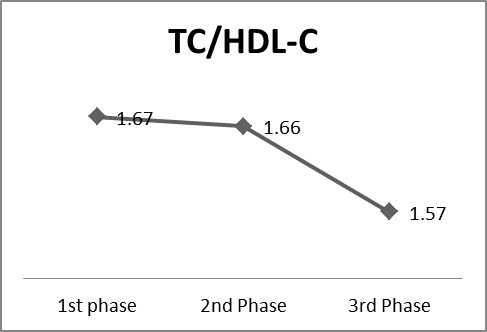 TC/HDL-C
1.67
1.66
1.57
1st phase 2nd Phase 3rd Phase